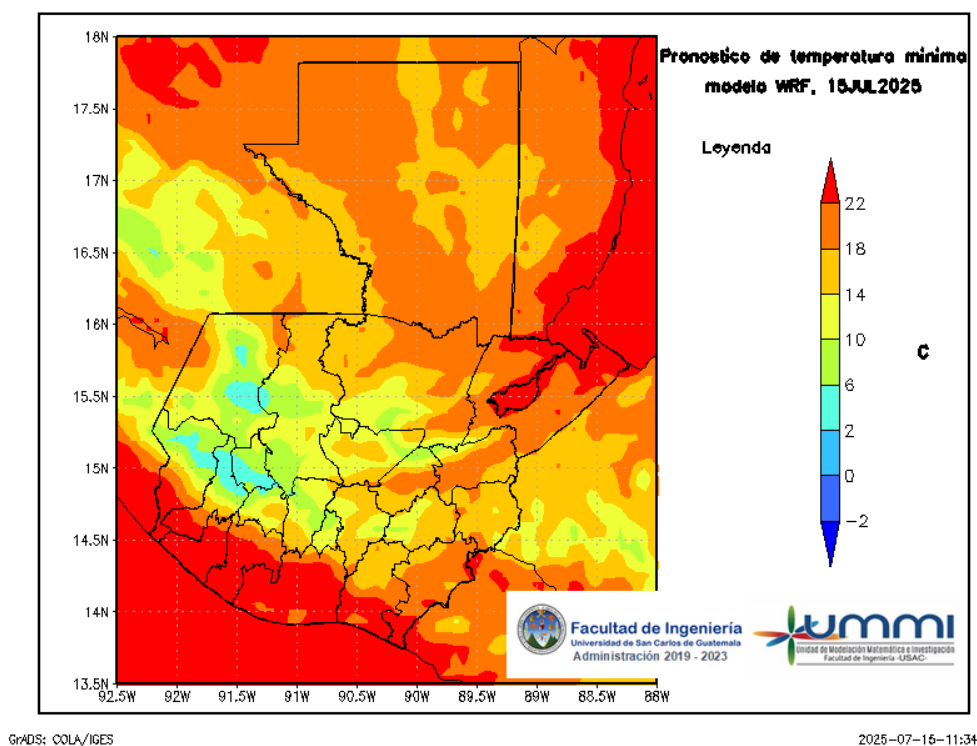 Pronostico de temperatura minima
modelo WRF, 15JUL2025
Leyenda
22
18
14
10
6
2
0
−2
C
18N
17.5N
17N
16.5N
16N
15.5N
15N
14.5N
14N
13.5N
92.5W
92W
91.5W
91W
90.5W
90W
89.5W
89W
88.5W
88W
Facultad de Ingeniería
Universidad de San Carlos de Guatemala
Administración 2019 - 2023
ummi
Unidad de Modelación Matemática e Investigación
Facultad de Ingeniería -USAC-
GrADS: COLA/IGES
2025-07-15-11:34